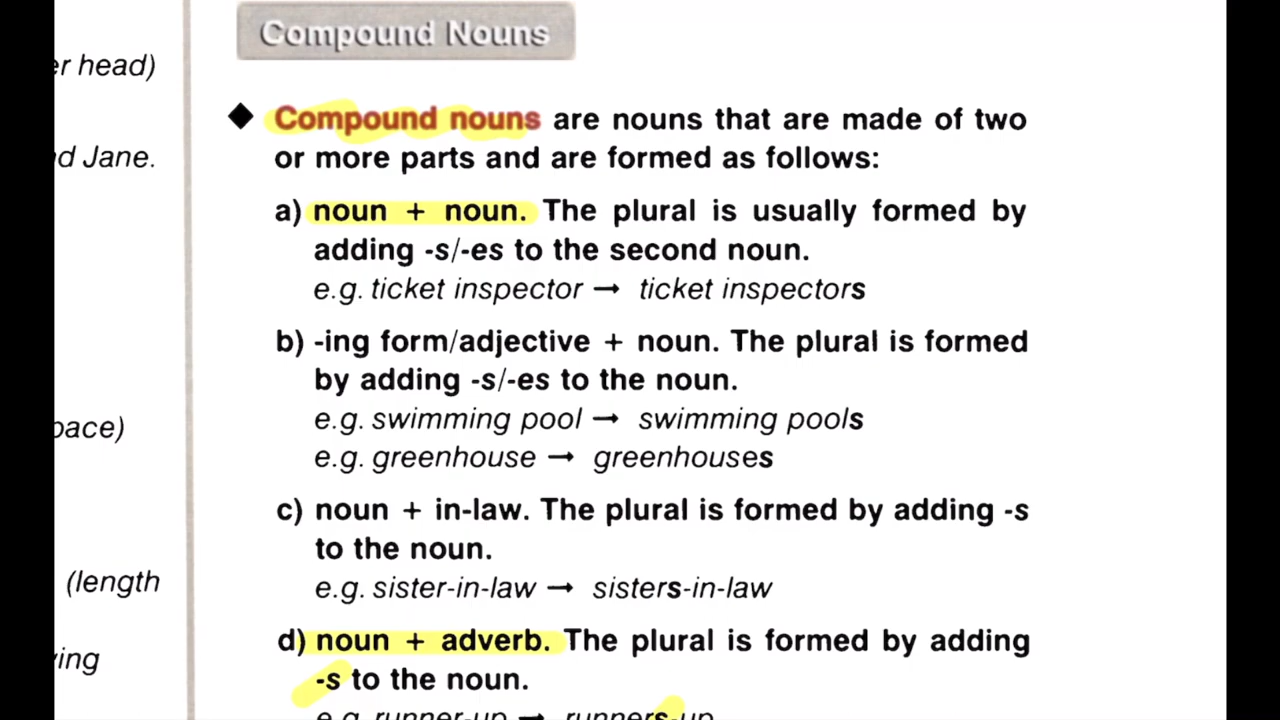 er head)
d Jane.
pace)
(length
ving
Compound Nouns
◆ Compound nouns are nouns that are made of two
or more parts and are formed as follows:
a) noun + noun. The plural is usually formed by
adding -s/-es to the second noun.
e.g. ticket inspector → ticket inspectors
b) -ing form/adjective + noun. The plural is formed
by adding -s/-es to the noun.
e.g. swimming pool → swimming pools
e.g. greenhouse → greenhouses
c) noun + in-law. The plural is formed by adding -s
to the noun.
e.g. sister-in-law → sisters-in-law
d) noun + adverb. The plural is formed by adding
-s to the noun.
e.g. runner-up → runners-up